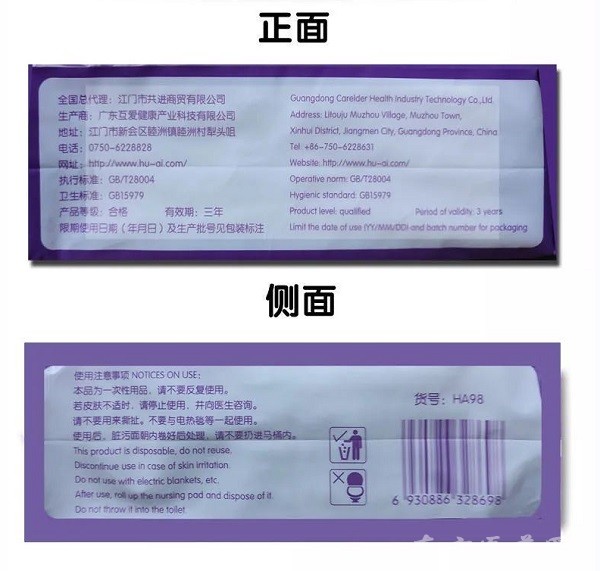 正面
全国总代理：江门市共进商贸有限公司
生产商：广东互爱健康产业科技有限公司
地址：江门市新会区睦洲镇睦洲村犁头咀
电话：0750-6228828
网址：http://www.hu-ai.com/
执行标准：GB/T28004
卫生标准：GB15979
产品等级：合格 有效期：三年
限期使用日期（年月日）及生产批号见包装标注
Guangdong Careider Health Industry Technology Co.,Ltd.
Address: Litouju Muzhou Village, Muzhou Town,
Xinhui District, Jiangmen City, Guangdong Province, China.
Tel: +86-750-6228631
Website: http://www.hu-ai.com/
Operative norm: GB/T28004
Hygienic standard: GB15979
Product level: qualified Period of validity: 3 years
Limit the date of use (YY/MM/DD) and batch number for packaging
侧面
使用注意事项 NOTICES ON USE:
本品为一次性用品，请不要反复使用。
若皮肤不适时，请停止使用，并向医生咨询。
请不要用来撕扯。不要与电热毯等一起使用。
使用后，脏污面朝内卷好后处理，请不要扔进马桶内。
This product is disposable, do not reuse.
Discontinue use in case of skin irritation.
Do not use with electric blankets, etc.
After use, roll up the nursing pad and dispose of it.
Do not throw it into the toilet.
货号：HA98
6 930886 328698